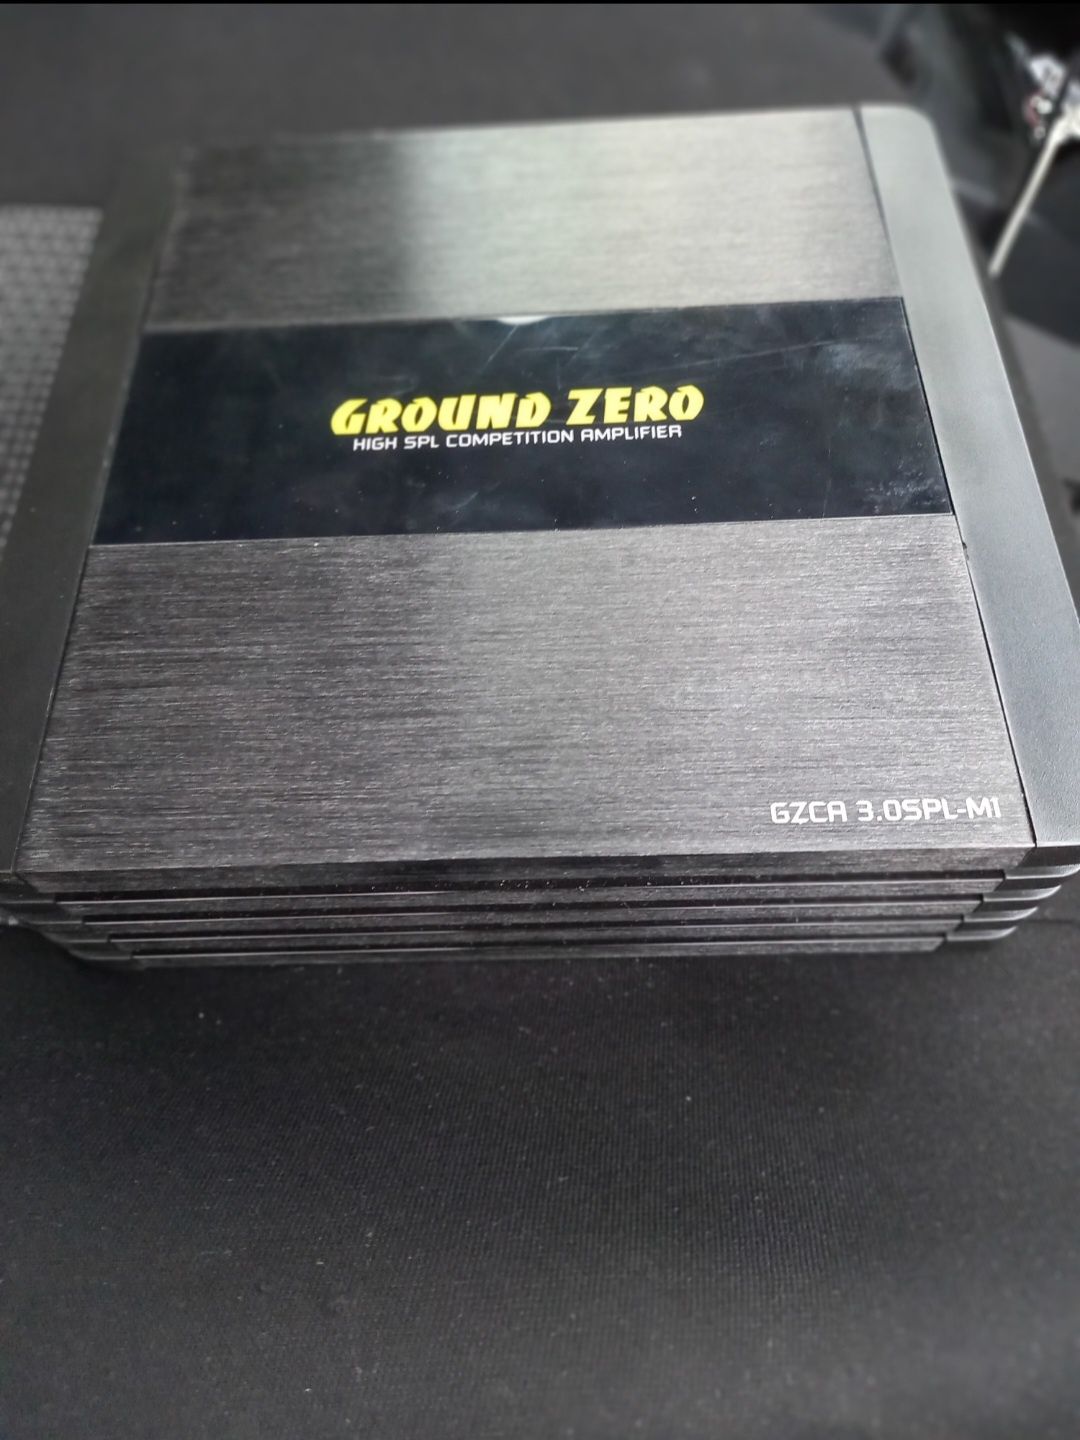 GROUND ZERO
HIGH SPL COMPETITION AMPLIFIER
GZCA 3.0SPL-M1